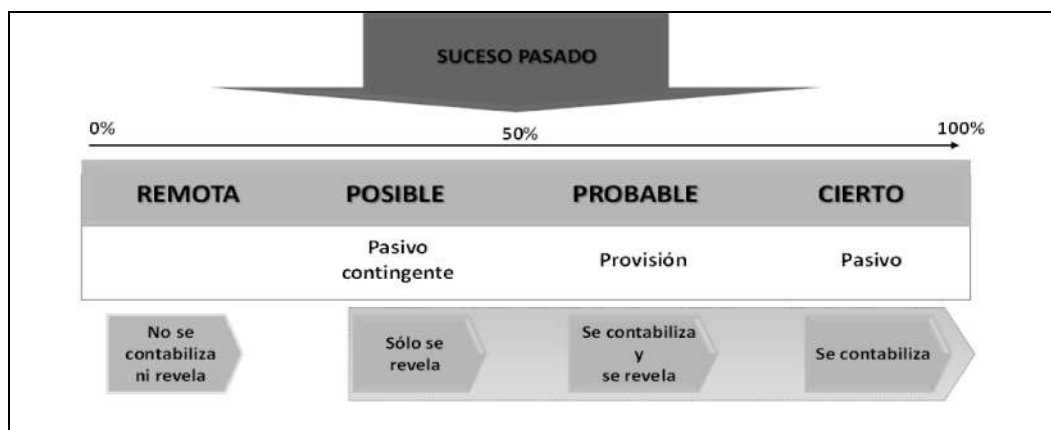 SUCESO PASADO
0%
50%
100%
REMOTA
POSIBLE
PROBABLE
CIERTO
Pasivo
contingente
Provisión
Pasivo
No se
contabiliza
ni revela
Sólo se
revela
Se contabiliza
y
se revela
Se contabiliza